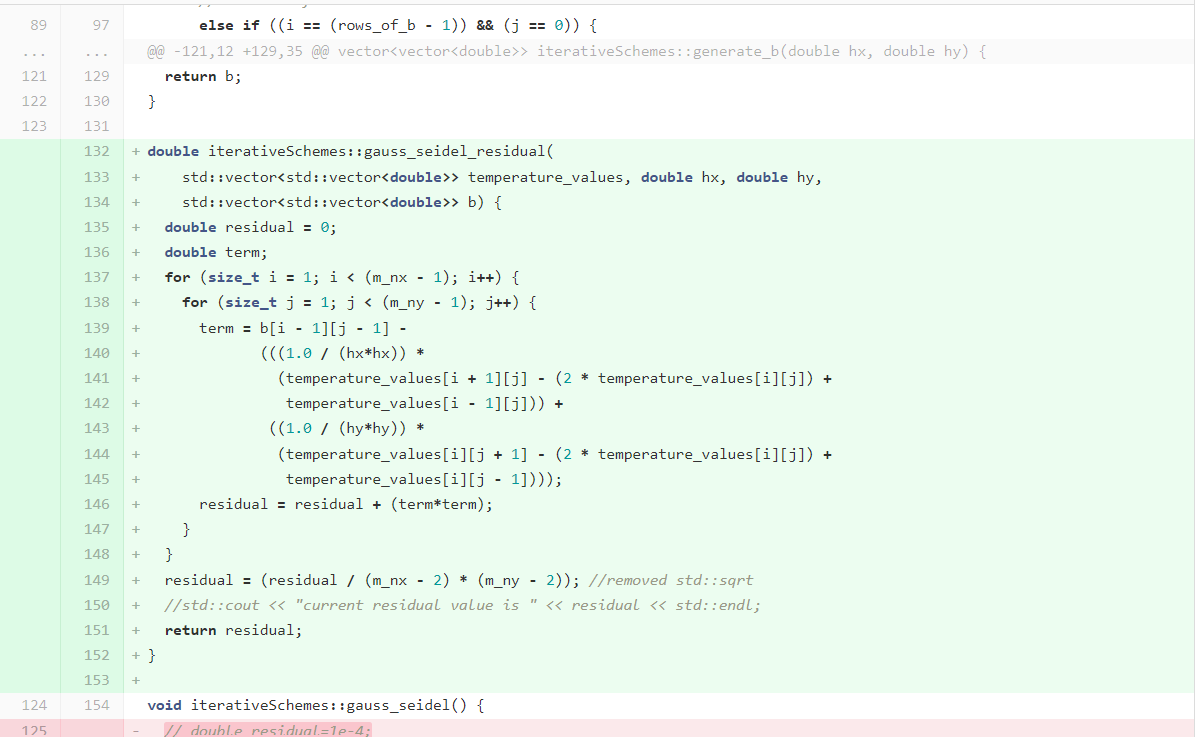 89 97 else if ((i == (rows_of_b - 1)) && (j == 0)) {
... ... @@ -121,12 +129,35 @@ vector<vector<double>> iterativeSchemes::generate_b(double hx, double hy) {
121 129 return b;
122 130 }
123 131
132 + double iterativeSchemes::gauss_seidel_residual(
133 + std::vector<std::vector<double>> temperature_values, double hx, double hy,
134 + std::vector<std::vector<double>> b) {
135 + double residual = 0;
136 + double term;
137 + for (size_t i = 1; i < (m_nx - 1); i++) {
138 + for (size_t j = 1; j < (m_ny - 1); j++) {
139 + term = b[i - 1][j - 1] -
140 + (((1.0 / (hx*hx)) *
141 + (temperature_values[i + 1][j] - (2 * temperature_values[i][j]) +
142 + temperature_values[i - 1][j])) +
143 + ((1.0 / (hy*hy)) *
144 + (temperature_values[i][j + 1] - (2 * temperature_values[i][j]) +
145 + temperature_values[i][j - 1])));
146 + residual = residual + (term*term);
147 + }
148 + }
149 + residual = (residual / (m_nx - 2) * (m_ny - 2)); //removed std::sqrt
150 + //std::cout << "current residual value is " << residual << std::endl;
151 + return residual;
152 + }
153 +
124 154 void iterativeSchemes::gauss_seidel() {
125 - // double residual=1e-4;